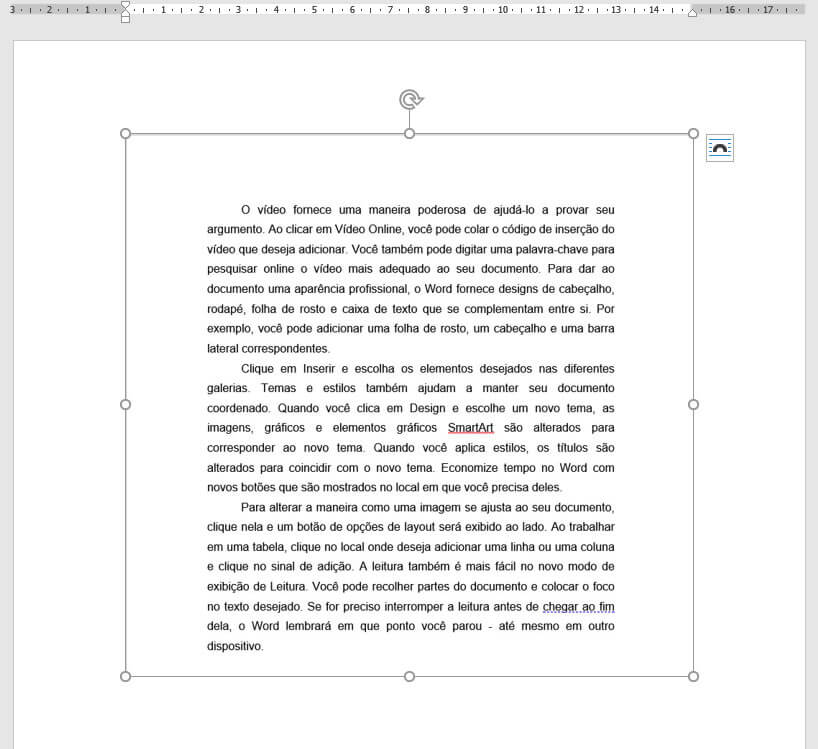 3 2 1 1 2 3 4 5 6 7 8 9 10 11 12 13 14 16 17
O vídeo fornece uma maneira poderosa de ajudá-lo a provar seu
argumento. Ao clicar em Vídeo Online, você pode colar o código de inserção do
vídeo que deseja adicionar. Você também pode digitar uma palavra-chave para
pesquisar online o vídeo mais adequado ao seu documento. Para dar ao
documento uma aparência profissional, o Word fornece designs de cabeçalho,
rodapé, folha de rosto e caixa de texto que se complementam entre si. Por
exemplo, você pode adicionar uma folha de rosto, um cabeçalho e uma barra
lateral correspondentes.
Clique em Inserir e escolha os elementos desejados nas diferentes
galerias. Temas e estilos também ajudam a manter seu documento
coordenado. Quando você clica em Design e escolhe um novo tema, as
imagens, gráficos e elementos gráficos SmartArt são alterados para
corresponder ao novo tema. Quando você aplica estilos, os títulos são
alterados para coincidir com o novo tema. Economize tempo no Word com
novos botões que são mostrados no local em que você precisa deles.
Para alterar a maneira como uma imagem se ajusta ao seu documento,
clique nela e um botão de opções de layout será exibido ao lado. Ao trabalhar
em uma tabela, clique no local onde deseja adicionar uma linha ou uma coluna
e clique no sinal de adição. A leitura também é mais fácil no novo modo de
exibição de Leitura. Você pode recolher partes do documento e colocar o foco
no texto desejado. Se for preciso interromper a leitura antes de chegar ao fim
dela, o Word lembrará em que ponto você parou - até mesmo em outro
dispositivo.